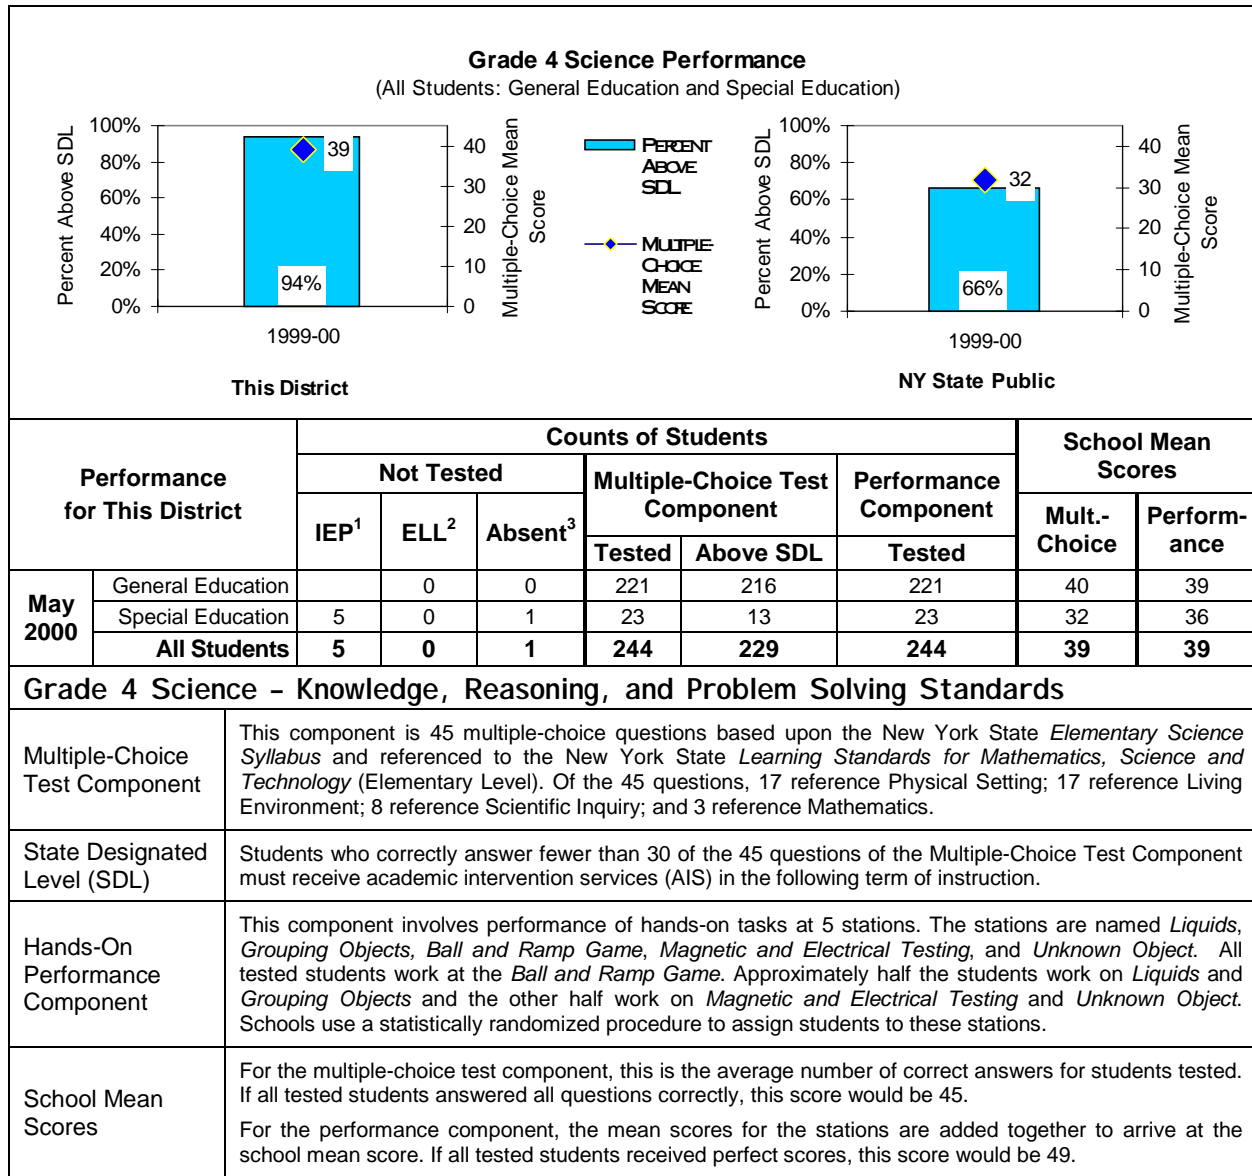 Grade 4 Science Performance
(All Students: General Education and Special Education)
Percent Above SDL
100%
80%
60%
40%
20%
0%
39
94%
40
30
20
10
0
Multiple-Choice Mean
Score
1999-00
This District
PERCENT
ABOVE
SDL
MULTIPLE-
CHOICE
MEAN
SCORE
Percent Above SDL
100%
80%
60%
40%
20%
0%
32
66%
40
30
20
10
0
Multiple-Choice Mean
Score
1999-00
NY State Public
Performance
for This District
Counts of Students
School Mean
Scores
Not Tested
Multiple-Choice Test
Component
Performance
Component
IEP1 ELL2 Absent3
Tested Above SDL Tested
Mult.-
Choice
Perform-
ance
May
2000
General Education 0 0 221 216 221 40 39
Special Education 5 0 1 23 13 23 32 36
All Students 5 0 1 244 229 244 39 39
Grade 4 Science – Knowledge, Reasoning, and Problem Solving Standards
Multiple-Choice
Test Component
This component is 45 multiple-choice questions based upon the New York State Elementary Science
Syllabus and referenced to the New York State Learning Standards for Mathematics, Science and
Technology (Elementary Level). Of the 45 questions, 17 reference Physical Setting; 17 reference Living
Environment; 8 reference Scientific Inquiry; and 3 reference Mathematics.
State Designated
Level (SDL)
Students who correctly answer fewer than 30 of the 45 questions of the Multiple-Choice Test Component
must receive academic intervention services (AIS) in the following term of instruction.
Hands-On
Performance
Component
This component involves performance of hands-on tasks at 5 stations. The stations are named Liquids,
Grouping Objects, Ball and Ramp Game, Magnetic and Electrical Testing, and Unknown Object. All
tested students work at the Ball and Ramp Game. Approximately half the students work on Liquids and
Grouping Objects and the other half work on Magnetic and Electrical Testing and Unknown Object.
Schools use a statistically randomized procedure to assign students to these stations.
School Mean
Scores
For the multiple-choice test component, this is the average number of correct answers for students tested.
If all tested students answered all questions correctly, this score would be 45.
For the performance component, the mean scores for the stations are added together to arrive at the
school mean score. If all tested students received perfect scores, this score would be 49.